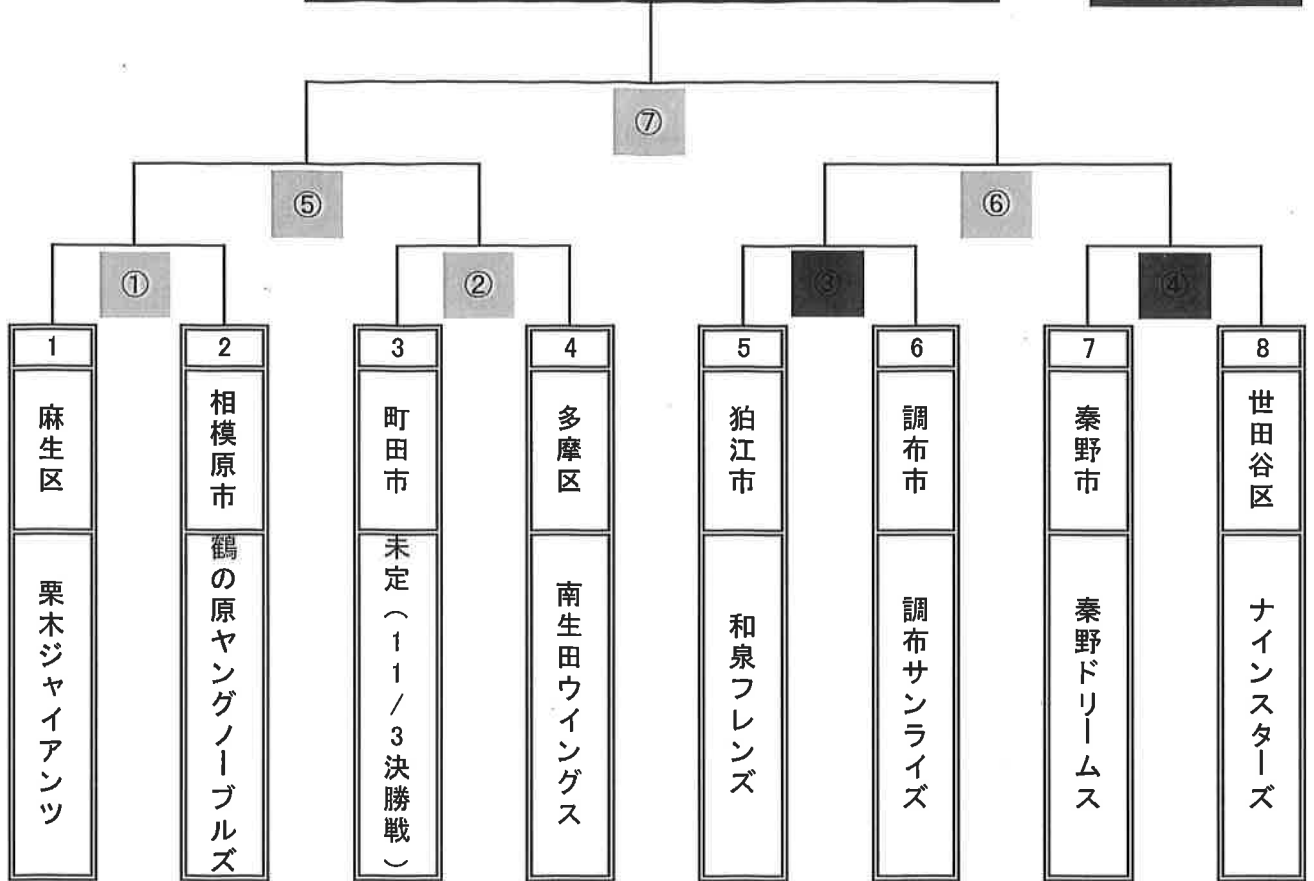 ⑦
⑤
⑥
①
②
③
④
1
2
3
4
5
6
7
8
麻生区
相模原市
町田市
多摩区
狛江市
調布市
秦野市
世田谷区
栗木ジャイアンツ
鶴の原ヤングノーブルズ
未定(11/3決勝戦)
南生田ウイングス
和泉フレンズ
調布サンライズ
秦野ドリームス
ナインスターズ